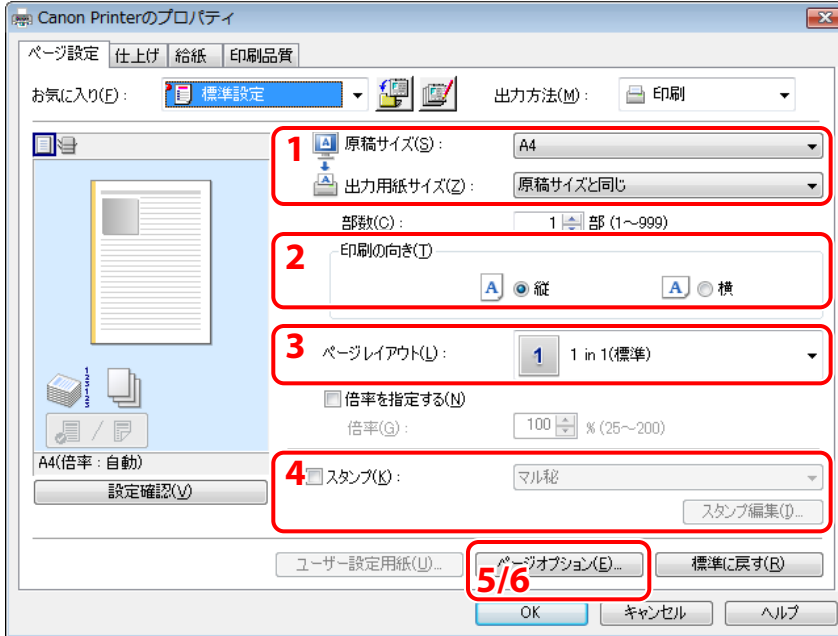 Canon Printerのプロパティ
ページ設定 仕上げ 給紙 印刷品質
お気に入り(F): 標準設定 出力方法(M): 印刷
1 原稿サイズ(S): A4
出力用紙サイズ(Z): 原稿サイズと同じ
部数(C): 1 部 (1～999)
2 印刷の向き(T)
A 縦 A 横
3 ページレイアウト(L): 1 1 in 1(標準)
倍率を指定する(N)
倍率(G): 100 % (25～200)
A4(倍率:自動)
4 スタンプ(K): マル秘
設定確認(V)
スタンプ編集(I)...
ユーザー設定用紙(U)... ページオプション(E)... 標準に戻す(R)
5/6
OK キャンセル ヘルプ